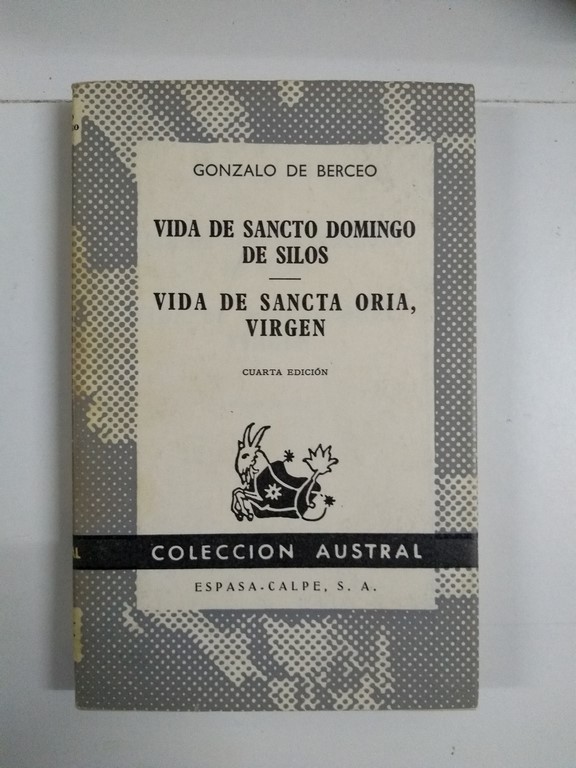 GONZALO DE BERCEO
VIDA DE SANCTO DOMINGO
DE SILOS
VIDA DE SANCTA ORIA,
VIRGEN
CUARTA EDICIÓN
COLECCION AUSTRAL
ESPASA-CALPE, S. A.